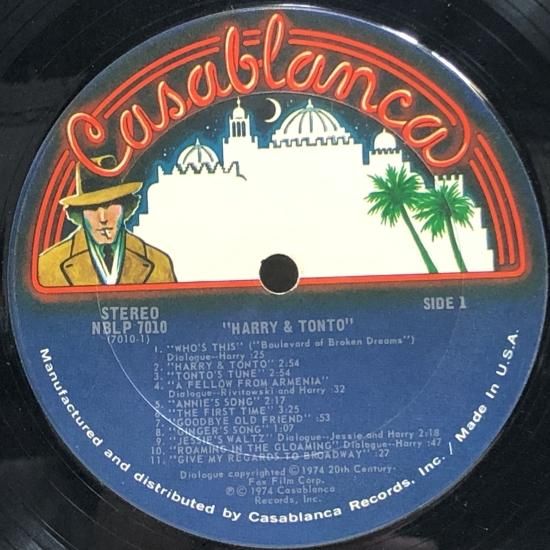 Casablanca
STEREO
NBLP 7010
(7010-1)
"HARRY & TONTO"
SIDE 1
1. "WHO'S THIS" ("Boulevard of Broken Dreams")
Dialogue-Harry :25
2. "HARRY & TONTO" 2:54
3. "TONTO'S TUNE" 2:54
4. "A FELLOW FROM ARMENIA"
Dialogue-Rivitowski and Harry :32
5. "ANNIE'S SONG" 2:17
6. "THE FIRST TIME" 3:25
7. "GOODBYE OLD FRIEND" :53
8. "GINGER'S SONG" 1:07
9. "JESSIE'S WALTZ" Dialogue-Jessie and Harry 2:18
10. "ROAMING IN THE GLOAMING" Dialogue-Harry :47
11. "GIVE MY REGARDS TO BROADWAY" :27
Dialogue copyrighted © 1974 20th Century-
Fox Film Corp.
℗ © 1974 Casablanca
Records, Inc.
Manufactured and distributed by Casablanca Records, Inc. / Made In U.S.A.